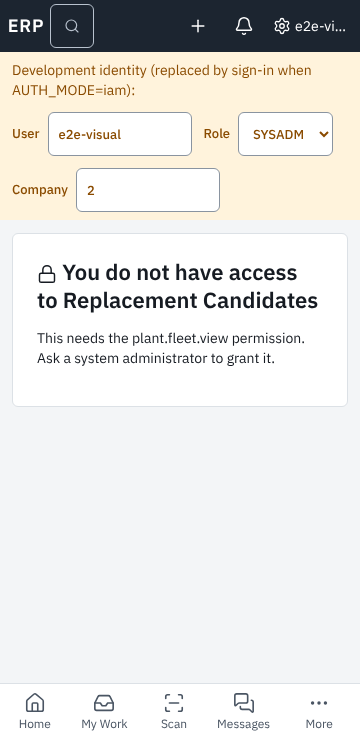 ERP
e2e-vi...
Development identity (replaced by sign-in when
AUTH_MODE=iam):
User e2e-visual Role SYSADM
Company 2
You do not have access
to Replacement Candidates
This needs the plant.fleet.view permission.
Ask a system administrator to grant it.
Home My Work Scan Messages More